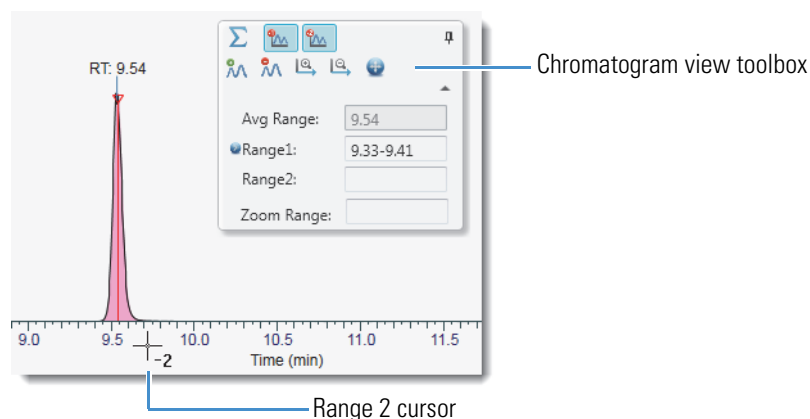 RT: 9.54
Chromatogram view toolbox
Avg Range: 9.54
Range1: 9.33-9.41
Range2:
Zoom Range:
9.0 9.5 10.0 10.5 11.0 11.5
-2
Time (min)
Range 2 cursor